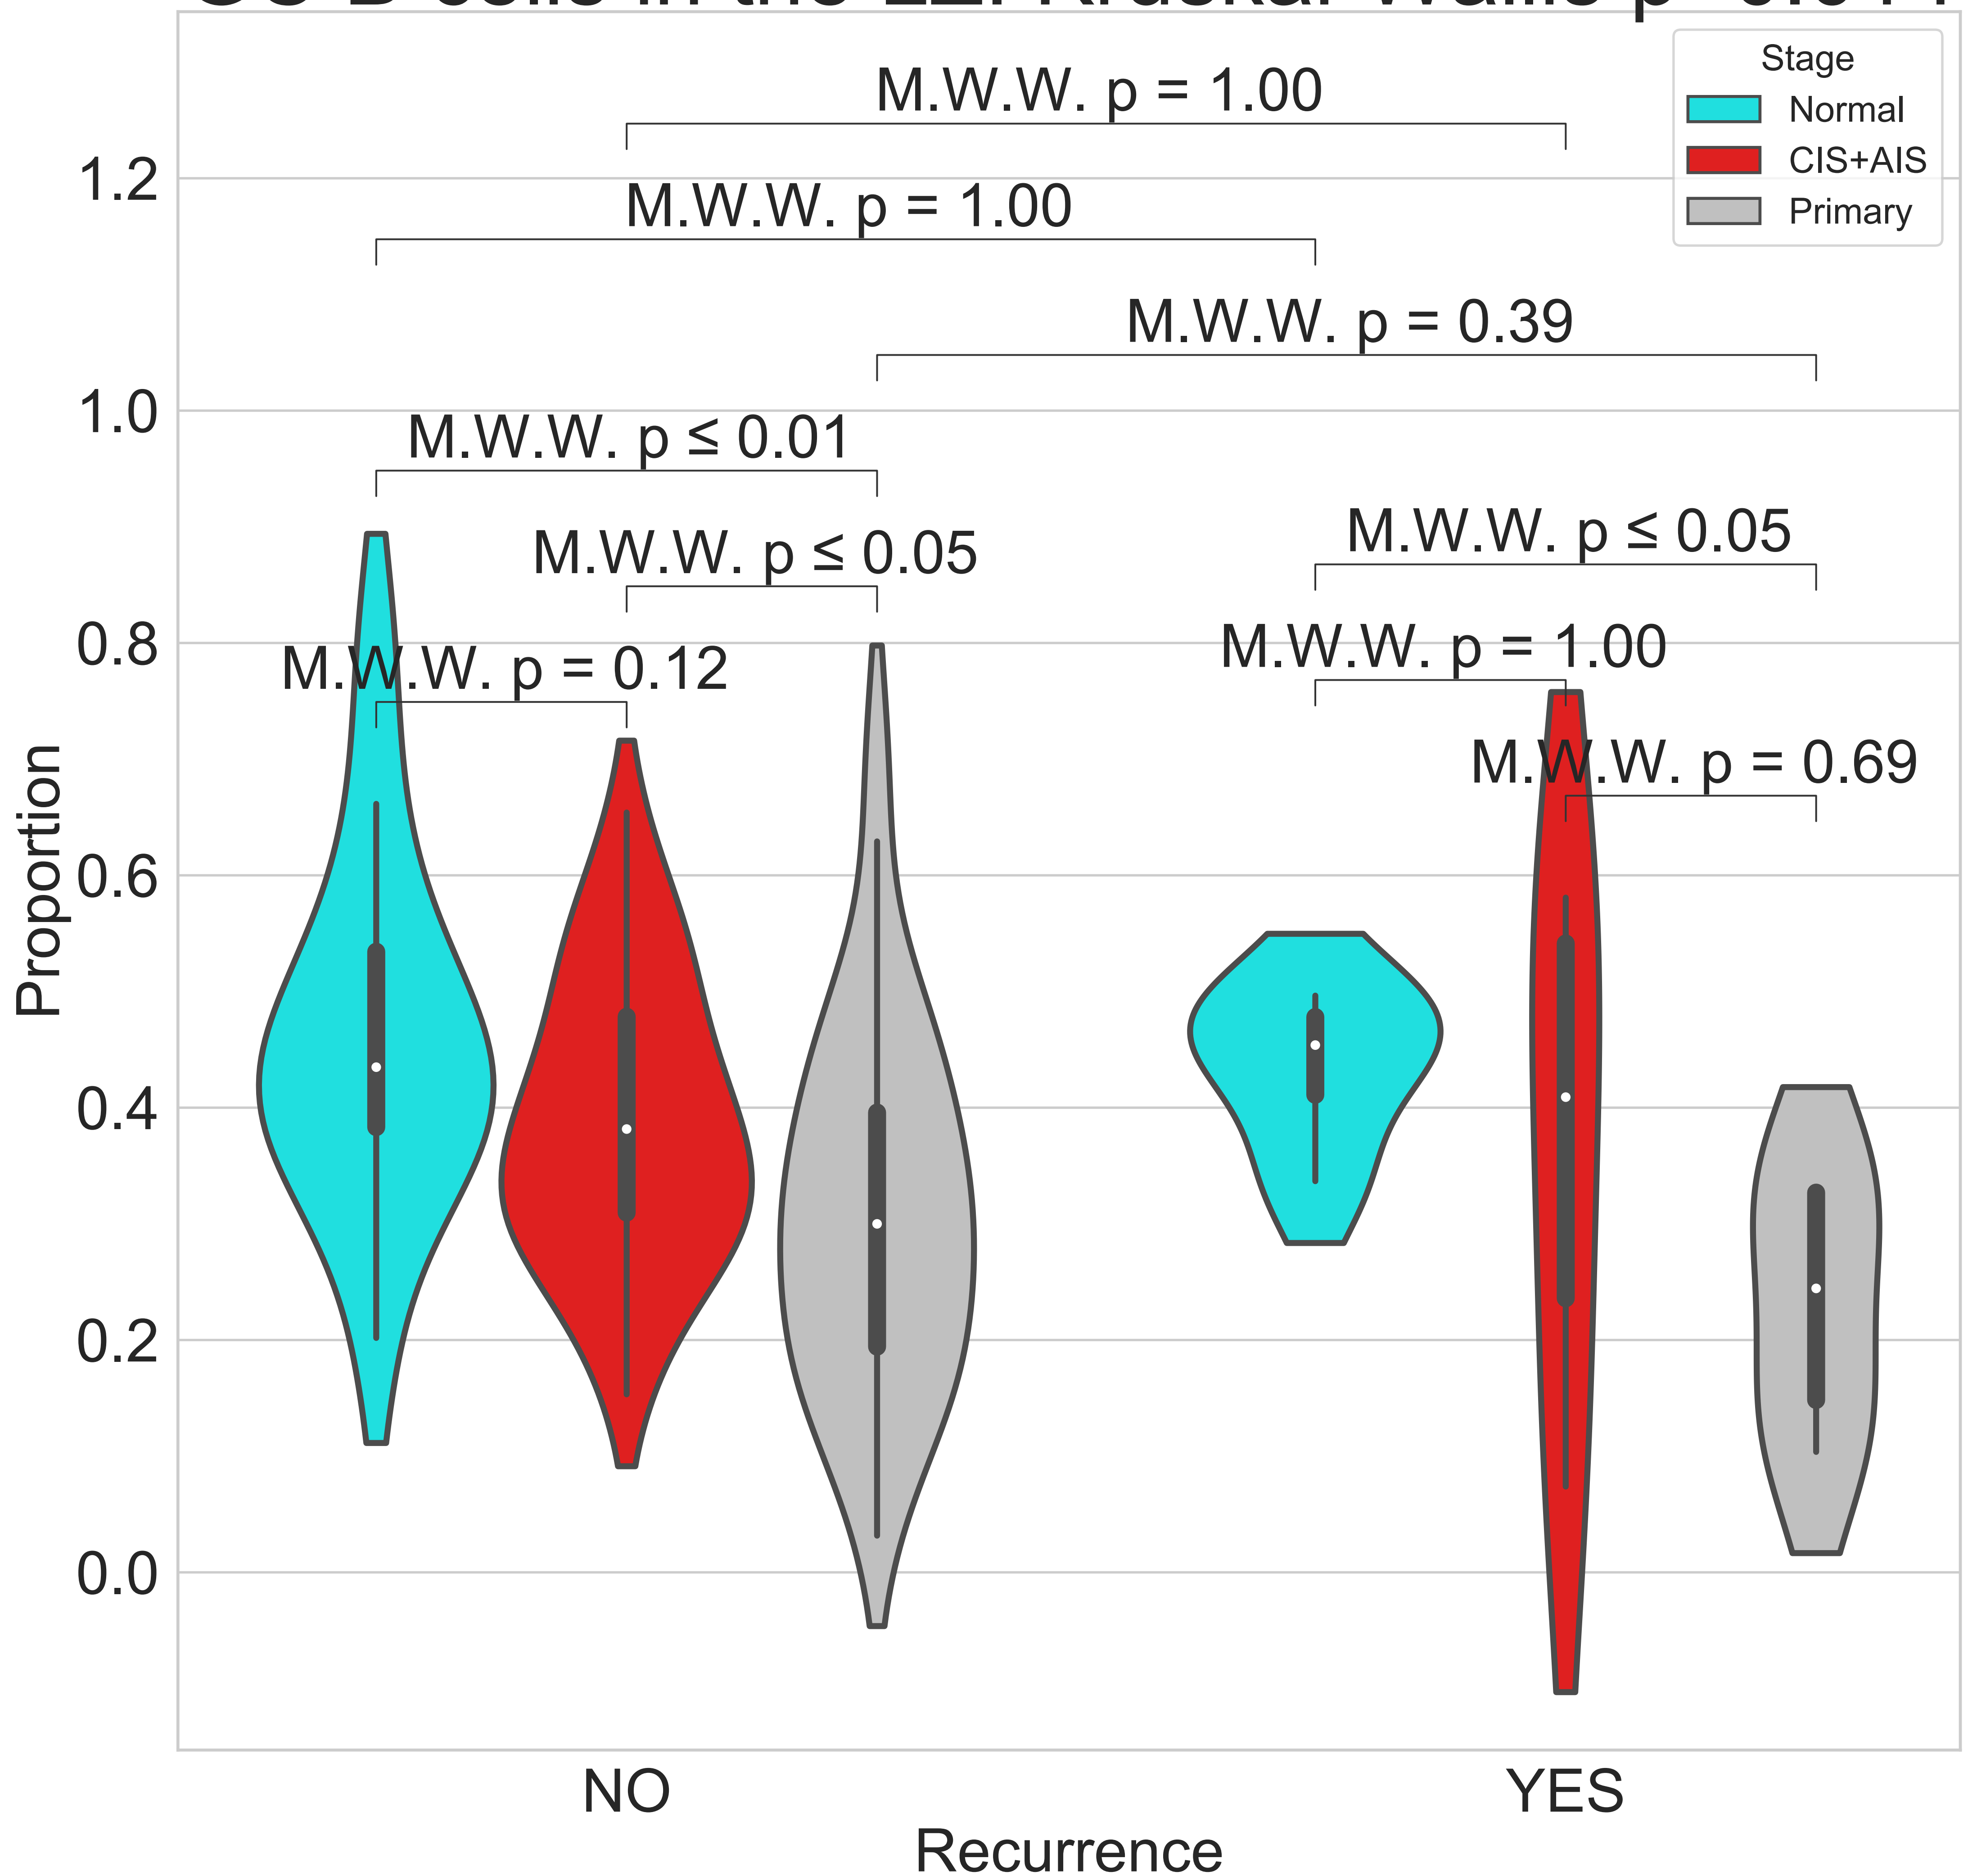 Stage
Normal
CIS+AIS
Primary
M.W.W. p = 1.00
M.W.W. p = 1.00
M.W.W. p = 0.39
M.W.W. p ≤ 0.01
M.W.W. p ≤ 0.05
M.W.W. p ≤ 0.05
M.W.W. p = 1.00
M.W.W. p = 0.12
M.W.W. p = 0.69
1.2
1.0
0.8
0.6
0.4
0.2
0.0
Proportion
NO
YES
Recurrence